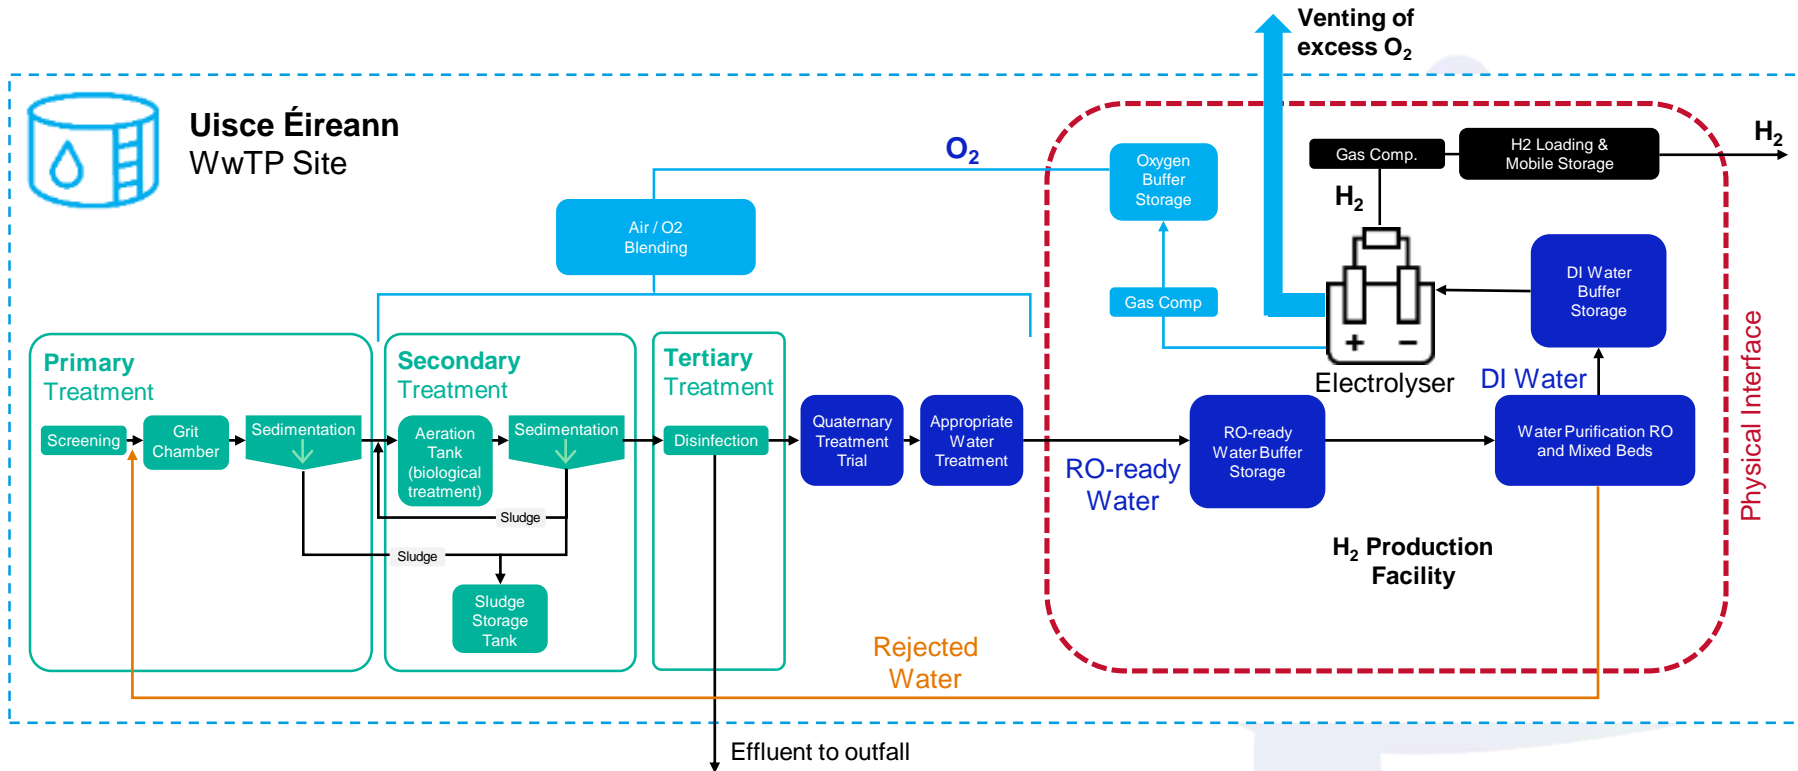 Venting of
excess O₂
Uisce Éireann
WwTP Site
O₂
Oxygen
Buffer
Storage
Gas Comp.
H2 Loading &
Mobile Storage
H₂
H₂
Air / O2
Blending
Gas Comp
DI Water
Buffer
Storage
Physical Interface
Electrolyser
DI Water
Primary
Treatment
Secondary
Treatment
Tertiary
Treatment
Screening
Grit
Chamber
Sedimentation
Aeration
Tank
(biological
treatment)
Sedimentation
Disinfection
Quaternary
Treatment
Trial
Appropriate
Water
Treatment
RO-ready
Water
RO-ready
Water Buffer
Storage
Water Purification RO
and Mixed Beds
Sludge
Sludge
Sludge
Storage
Tank
H₂ Production
Facility
Rejected
Water
Effluent to outfall